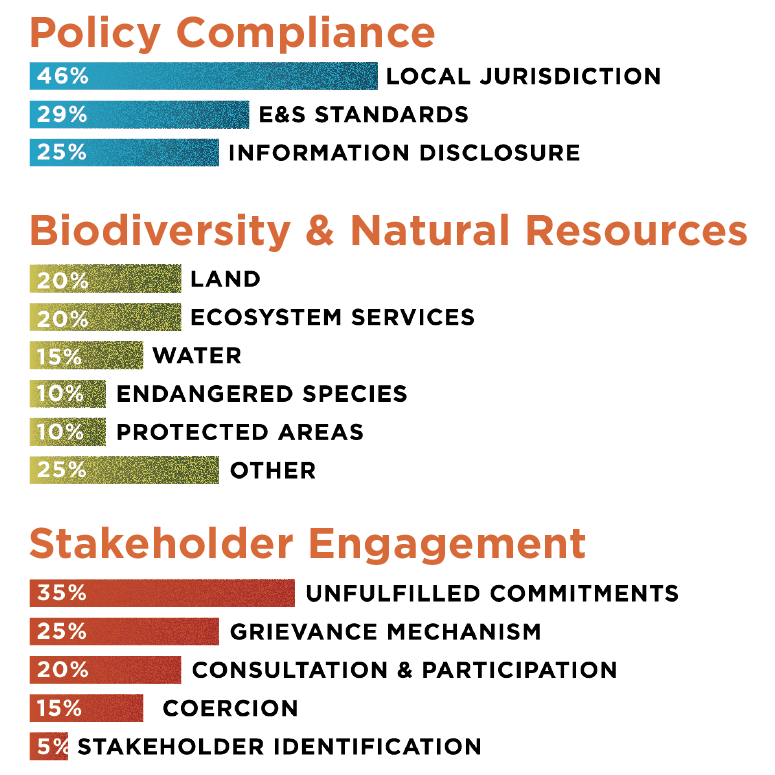 Policy Compliance
46% LOCAL JURISDICTION
29% E&S STANDARDS
25% INFORMATION DISCLOSURE
Biodiversity & Natural Resources
20% LAND
20% ECOSYSTEM SERVICES
15% WATER
10% ENDANGERED SPECIES
10% PROTECTED AREAS
25% OTHER
Stakeholder Engagement
35% UNFULFILLED COMMITMENTS
25% GRIEVANCE MECHANISM
20% CONSULTATION & PARTICIPATION
15% COERCION
5% STAKEHOLDER IDENTIFICATION